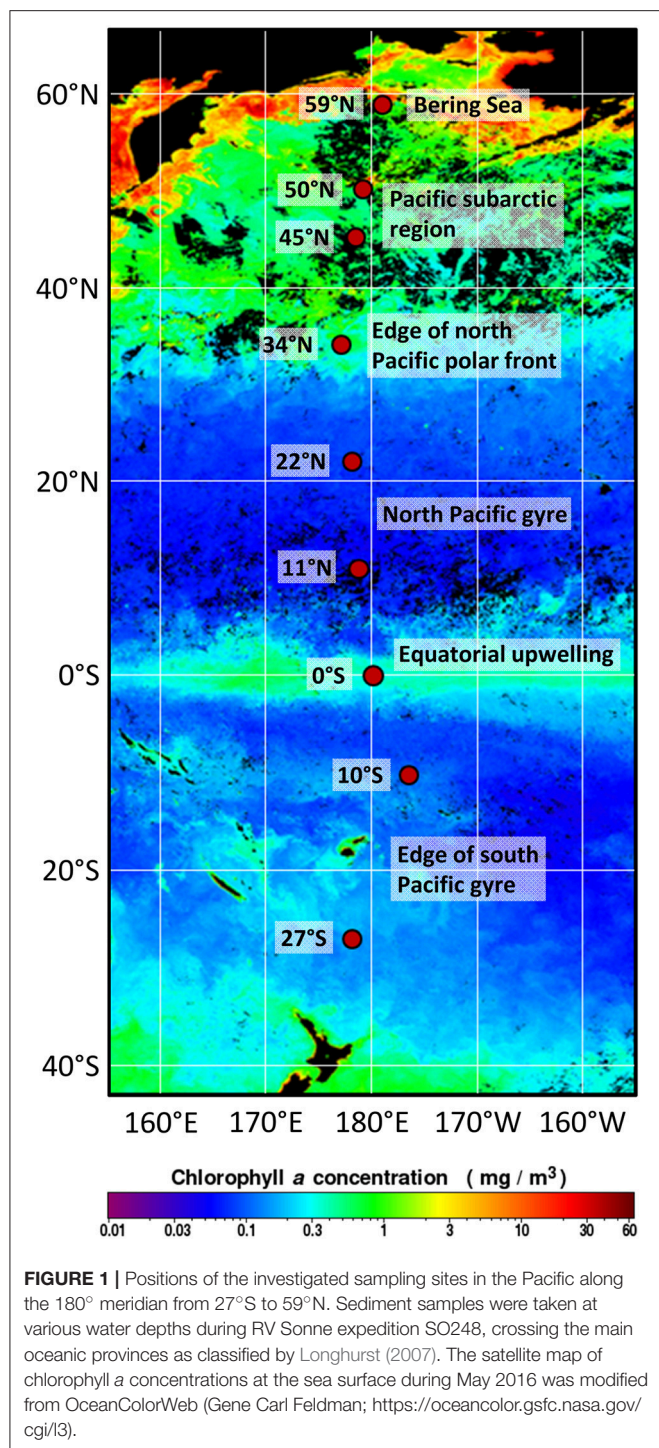 60°N
59°N
Bering Sea
50°N
Pacific subarctic
region
45°N
40°N
34°N
Edge of north
Pacific polar front
22°N
20°N
North Pacific gyre
11°N
Equatorial upwelling
0°S
0°S
10°S
Edge of south
Pacific gyre
20°S
27°S
40°S
160°E 170°E 180°E 170°W 160°W
Chlorophyll a concentration ( mg / m³)
0.01 0.03 0.1 0.3 1 3 10 30 60
FIGURE 1 | Positions of the investigated sampling sites in the Pacific along
the 180° meridian from 27°S to 59°N. Sediment samples were taken at
various water depths during RV Sonne expedition SO248, crossing the main
oceanic provinces as classified by Longhurst (2007). The satellite map of
chlorophyll a concentrations at the sea surface during May 2016 was modified
from OceanColorWeb (Gene Carl Feldman; https://oceancolor.gsfc.nasa.gov/
cgi/l3).